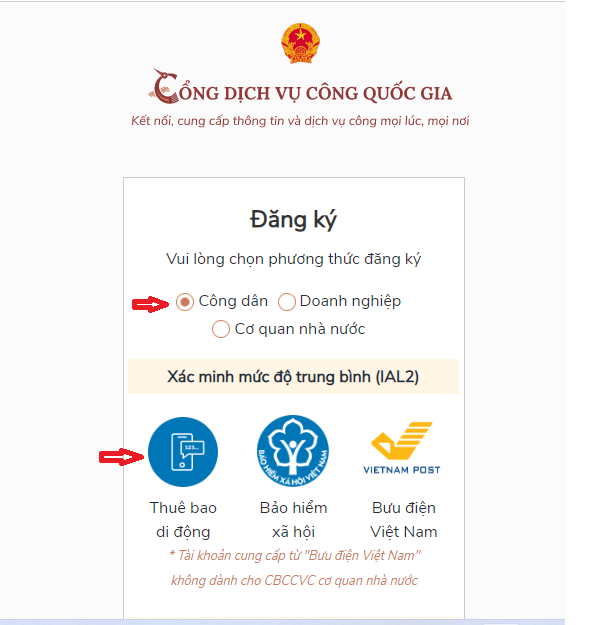 CỔNG DỊCH VỤ CÔNG QUỐC GIA
Kết nối, cung cấp thông tin và dịch vụ công mọi lúc, mọi nơi
Đăng ký
Vui lòng chọn phương thức đăng ký
Công dân Doanh nghiệp
Cơ quan nhà nước
Xác minh mức độ trung bình (IAL2)
123...
BẢO HIỂM XÃ HỘI VIỆT NAM
VIETNAM POST
Thuê bao di động
Bảo hiểm xã hội
Bưu điện Việt Nam
* Tài khoản cung cấp từ "Bưu điện Việt Nam"
không dành cho CBCCVC cơ quan nhà nước